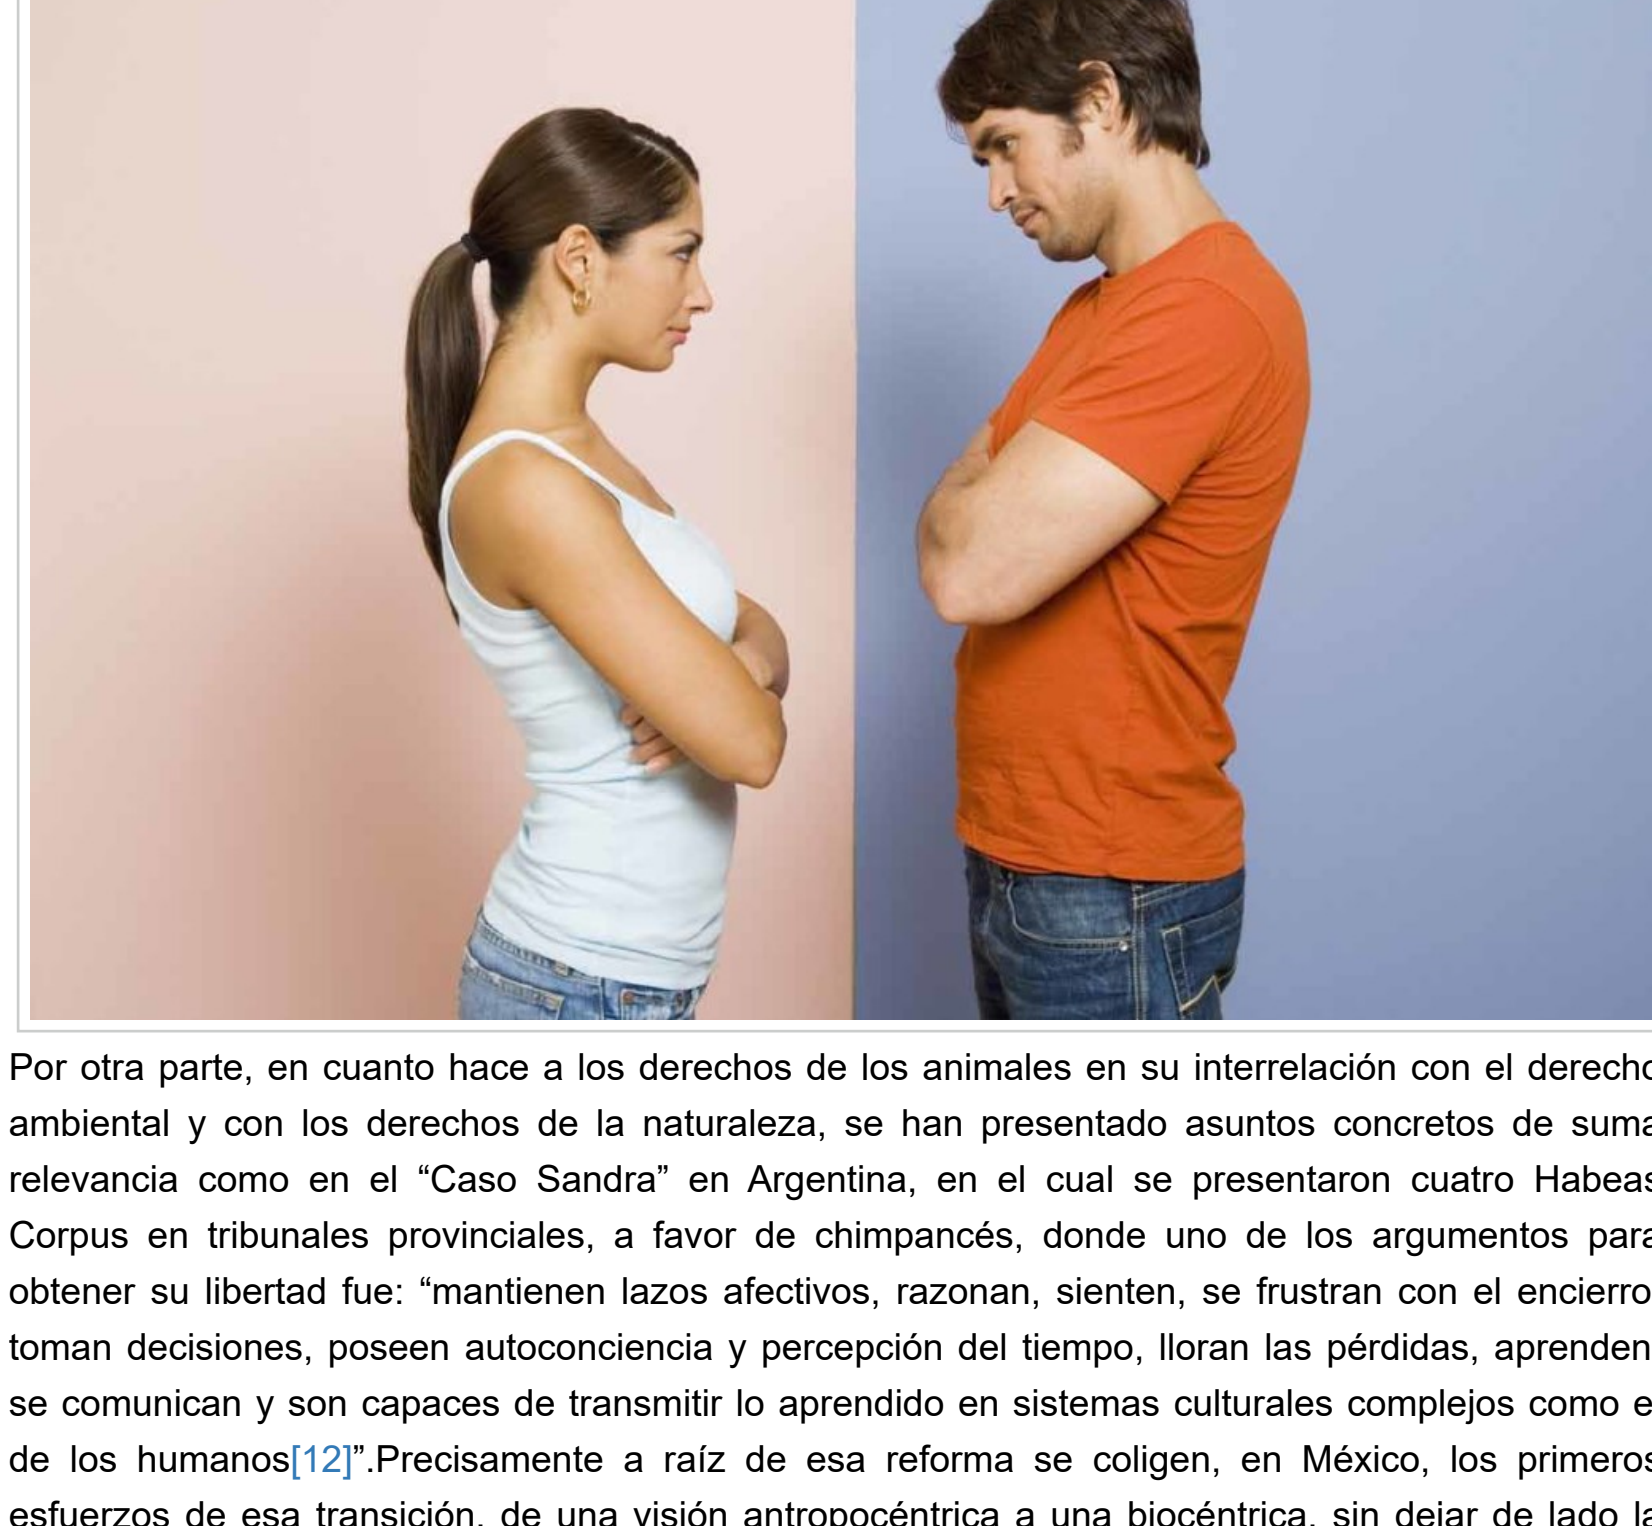 Por otra parte, en cuanto hace a los derechos de los animales en su interrelación con el derecho
ambiental y con los derechos de la naturaleza, se han presentado asuntos concretos de suma
relevancia como en el “Caso Sandra” en Argentina, en el cual se presentaron cuatro Habeas
Corpus en tribunales provinciales, a favor de chimpancés, donde uno de los argumentos para
obtener su libertad fue: “mantienen lazos afectivos, razonan, sienten, se frustran con el encierro,
toman decisiones, poseen autoconciencia y percepción del tiempo, lloran las pérdidas, aprenden,
se comunican y son capaces de transmitir lo aprendido en sistemas culturales complejos como e
de los humanos[12]”.Precisamente a raíz de esa reforma se coligen, en México, los primeros
esfuerzos de esa transición, de una visión antropocéntrica a una biocéntrica, sin dejar de lado la